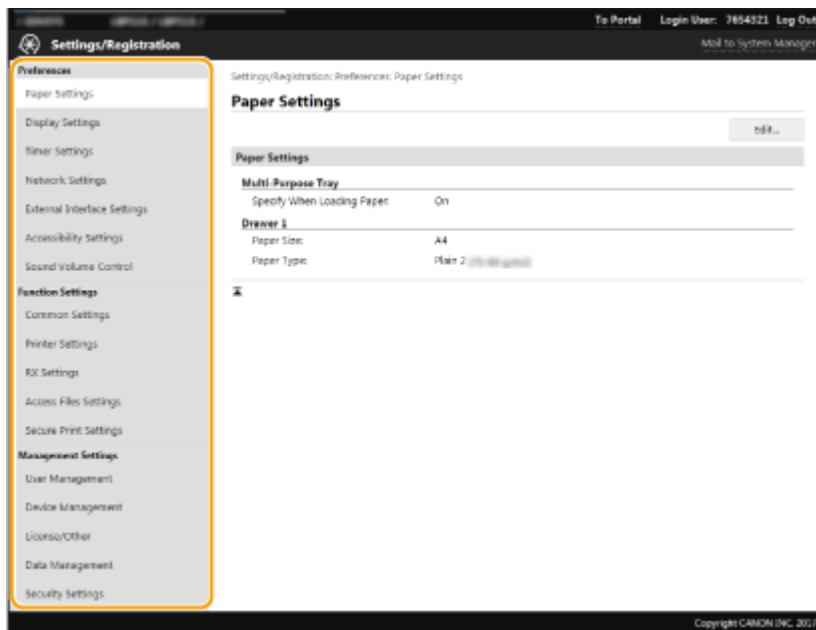 To Portal Login User: 7654321 Log Out
Settings/Registration
Mail to System Manager
Preferences
Paper Settings
Display Settings
Timer Settings
Network Settings
External Interface Settings
Accessibility Settings
Sound Volume Control
Function Settings
Common Settings
Printer Settings
RX Settings
Access Files Settings
Secure Print Settings
Management Settings
User Management
Device Management
License/Other
Data Management
Security Settings
Settings/Registration: Preferences: Paper Settings
Paper Settings
Edit...
Paper Settings
Multi-Purpose Tray
Specify When Loading Paper: On
Drawer 1
Paper Size: A4
Paper Type: Plain 2
Copyright CANON INC. 2017